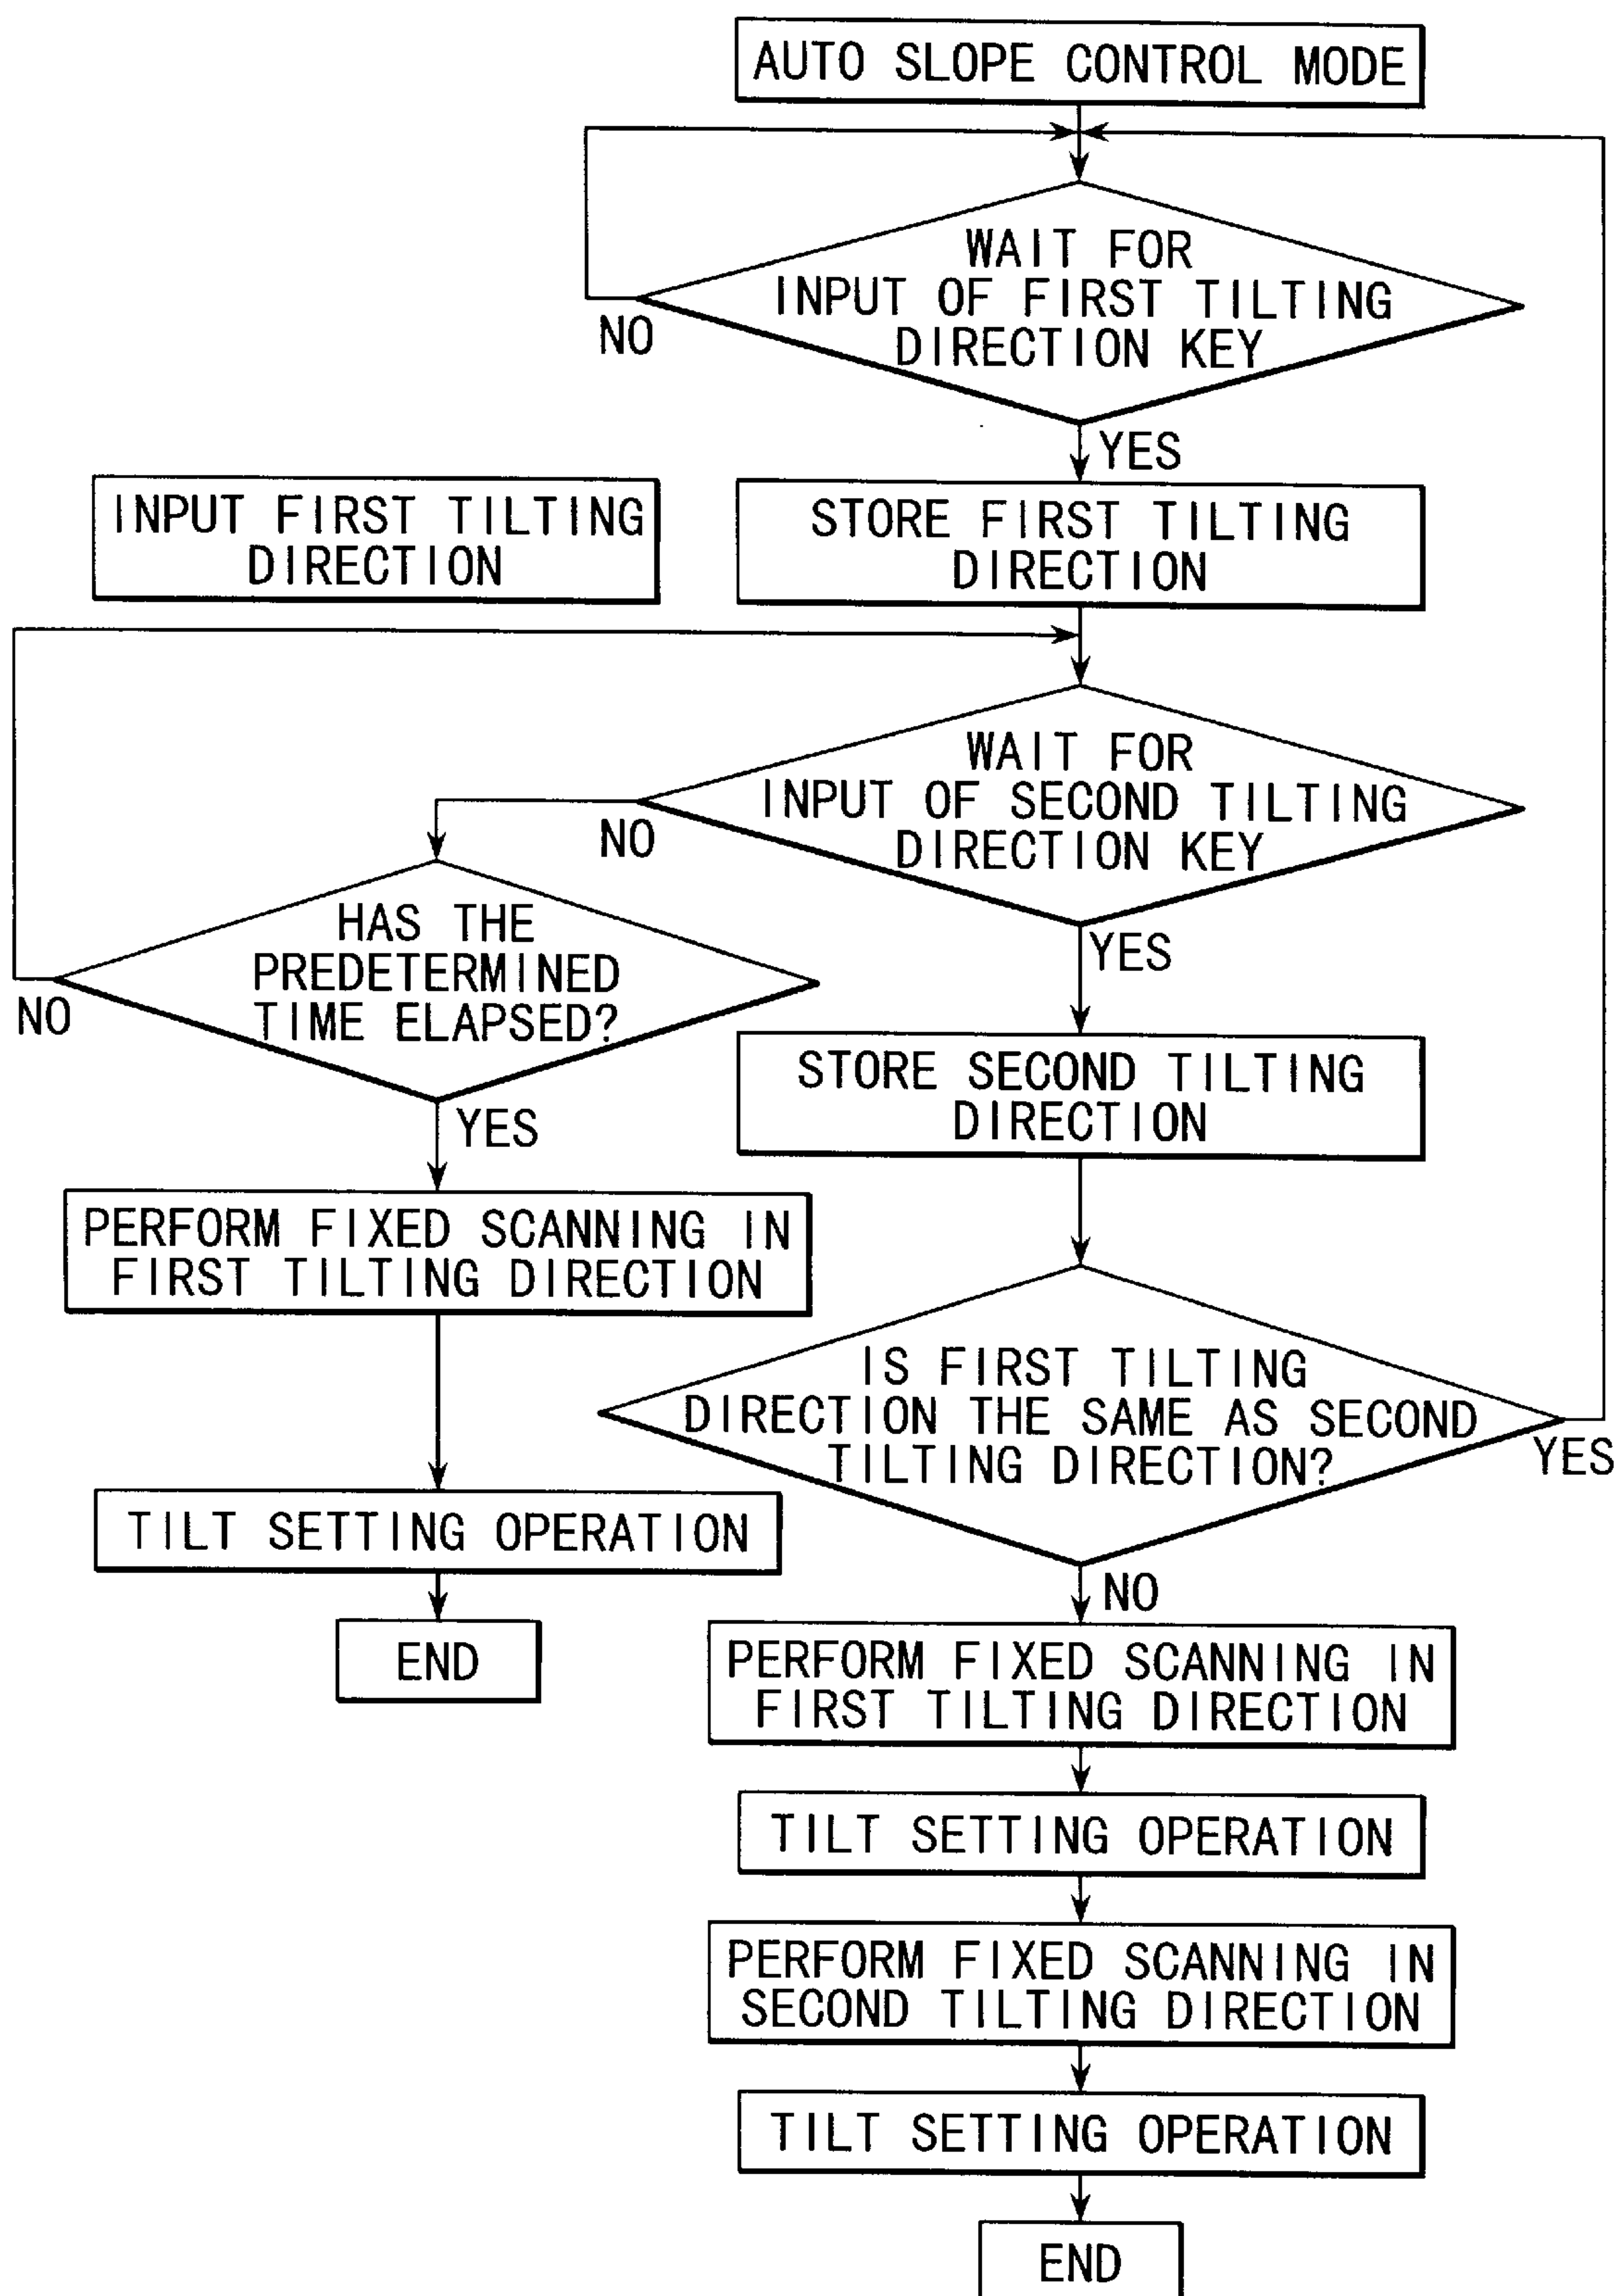 AUTO SLOPE CONTROL MODE
WAIT FOR
INPUT OF FIRST TILTING
DIRECTION KEY
NO
YES
INPUT FIRST TILTING
DIRECTION
STORE FIRST TILTING
DIRECTION
WAIT FOR
INPUT OF SECOND TILTING
DIRECTION KEY
NO
YES
HAS THE
PREDETERMINED
TIME ELAPSED?
NO
YES
STORE SECOND TILTING
DIRECTION
PERFORM FIXED SCANNING IN
FIRST TILTING DIRECTION
IS FIRST TILTING
DIRECTION THE SAME AS SECOND
TILTING DIRECTION?
YES
NO
TILT SETTING OPERATION
END
PERFORM FIXED SCANNING IN
FIRST TILTING DIRECTION
TILT SETTING OPERATION
PERFORM FIXED SCANNING IN
SECOND TILTING DIRECTION
TILT SETTING OPERATION
END